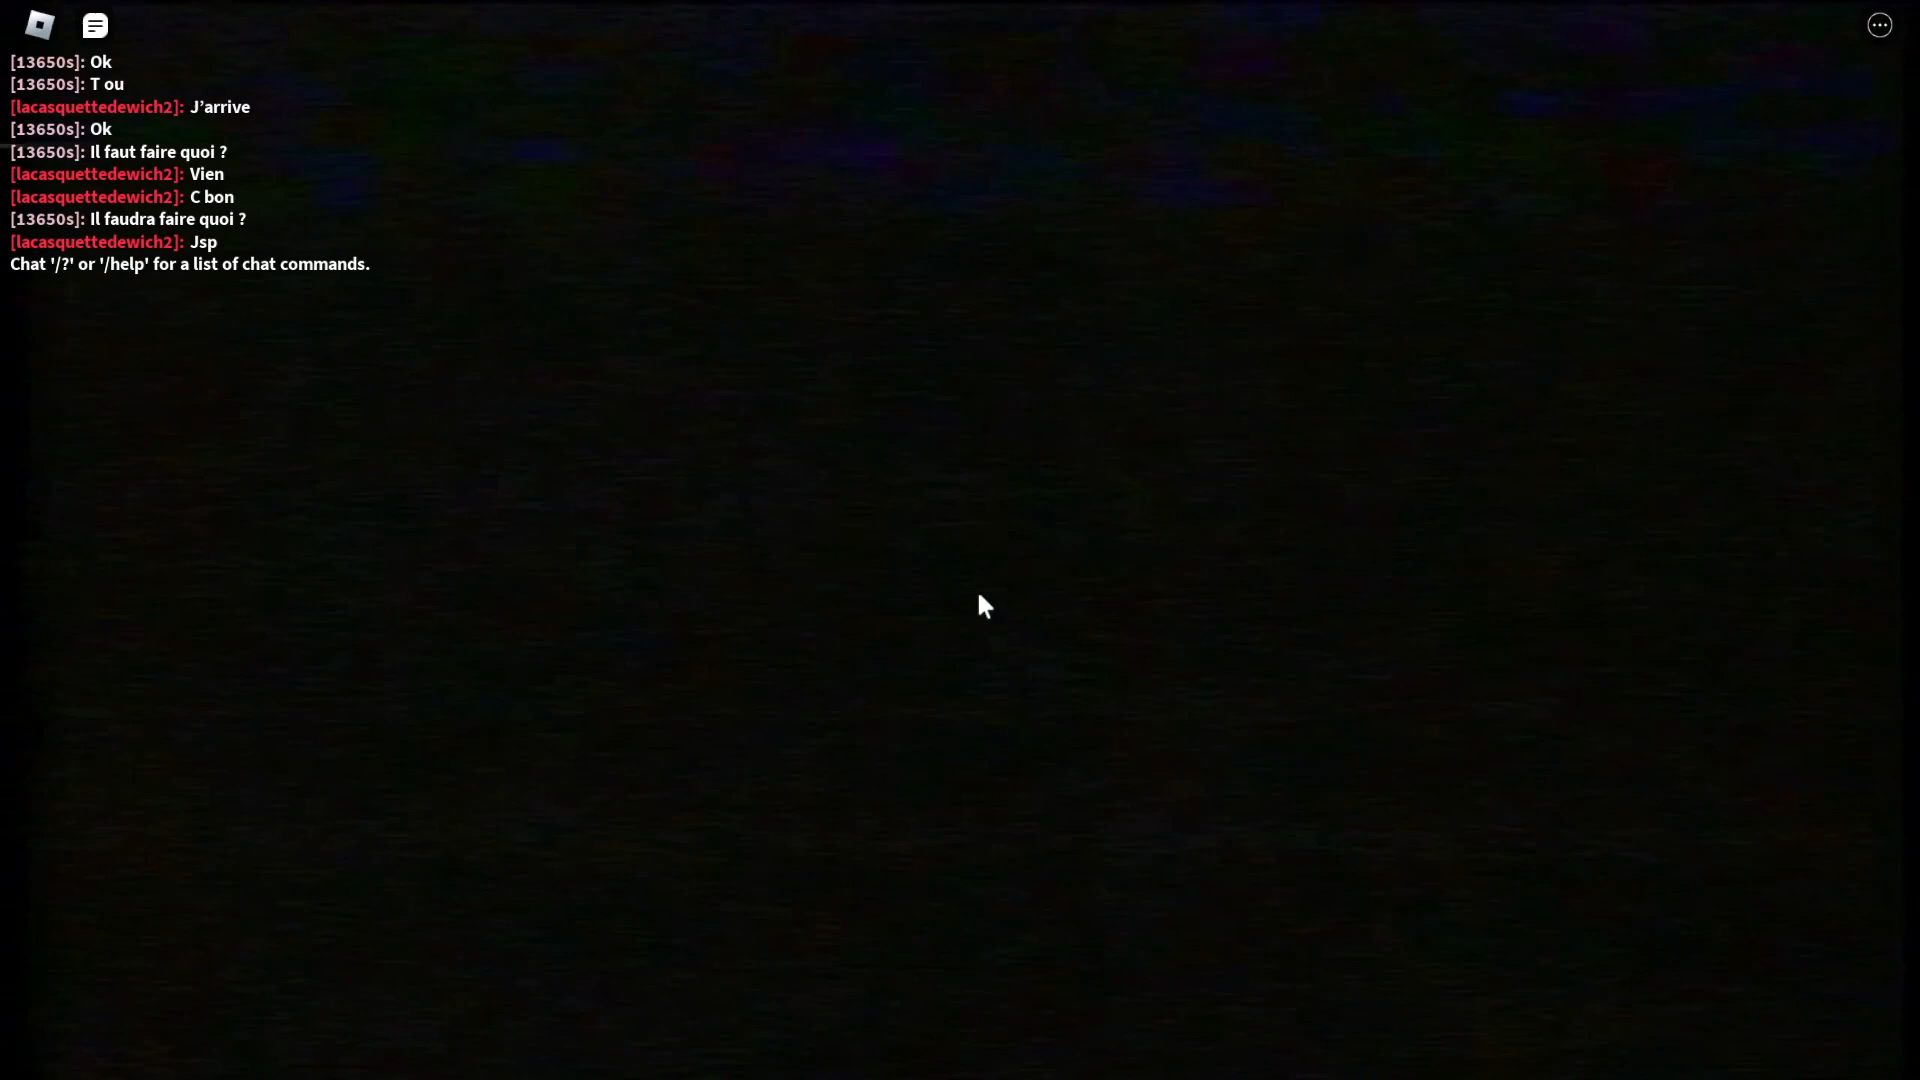 [13650s]: Ok
[13650s]: T ou
[lacasquettedewich2]: J’arrive
[13650s]: Ok
[13650s]: Il faut faire quoi ?
[lacasquettedewich2]: Vien
[lacasquettedewich2]: C bon
[13650s]: Il faudra faire quoi ?
[lacasquettedewich2]: Jsp
Chat '/?' or '/help' for a list of chat commands.